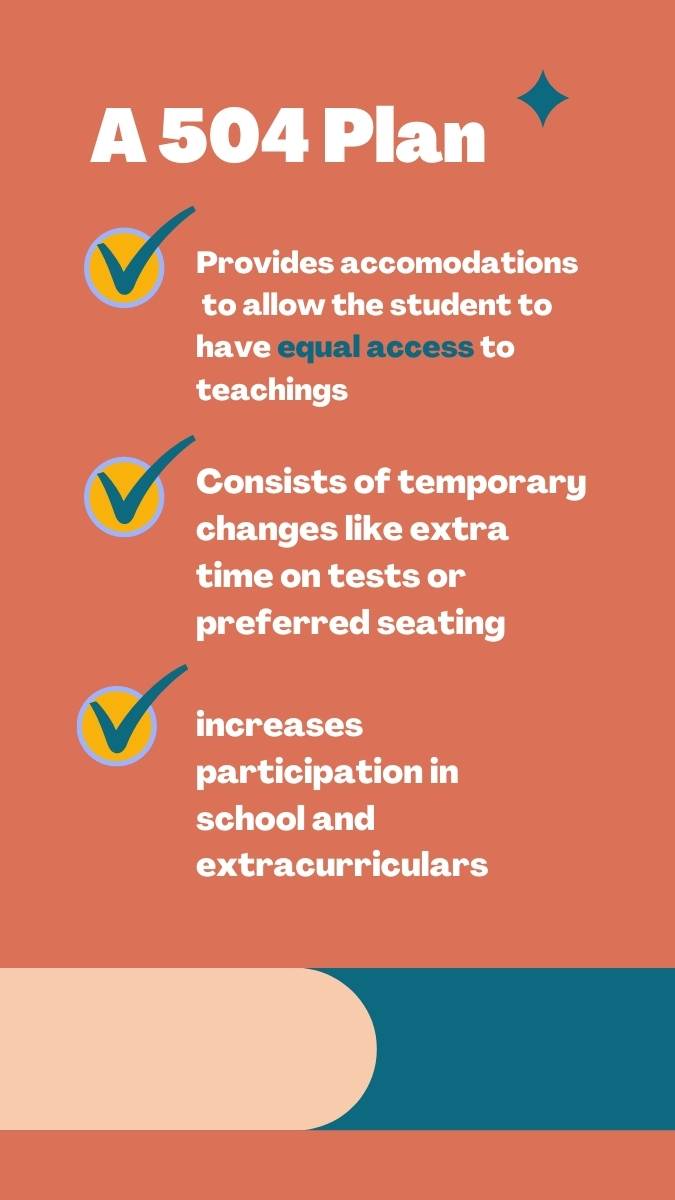 A 504 Plan
Provides accomodations
to allow the student to
have equal access to
teachings
Consists of temporary
changes like extra
time on tests or
preferred seating
increases
participation in
school and
extracurriculars